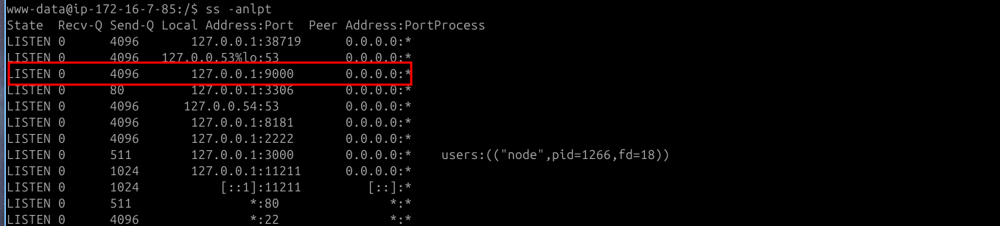 www-data@ip-172-16-7-85:/$ ss -anlpt
State  Recv-Q Send-Q Local Address:Port  Peer Address:PortProcess
LISTEN 0      4096       127.0.0.1:38719      0.0.0.0:*
LISTEN 0      4096   127.0.0.53%lo:53         0.0.0.0:*
LISTEN 0      4096       127.0.0.1:9000       0.0.0.0:*
LISTEN 0      80         127.0.0.1:3306       0.0.0.0:*
LISTEN 0      4096      127.0.0.54:53         0.0.0.0:*
LISTEN 0      4096       127.0.0.1:8181       0.0.0.0:*
LISTEN 0      4096       127.0.0.1:2222       0.0.0.0:*
LISTEN 0      511        127.0.0.1:3000       0.0.0.0:*    users:(("node",pid=1266,fd=18))
LISTEN 0      1024       127.0.0.1:11211      0.0.0.0:*
LISTEN 0      1024           [::1]:11211         [::]:*
LISTEN 0      511                *:80               *:*
LISTEN 0      4096               *:22               *:*